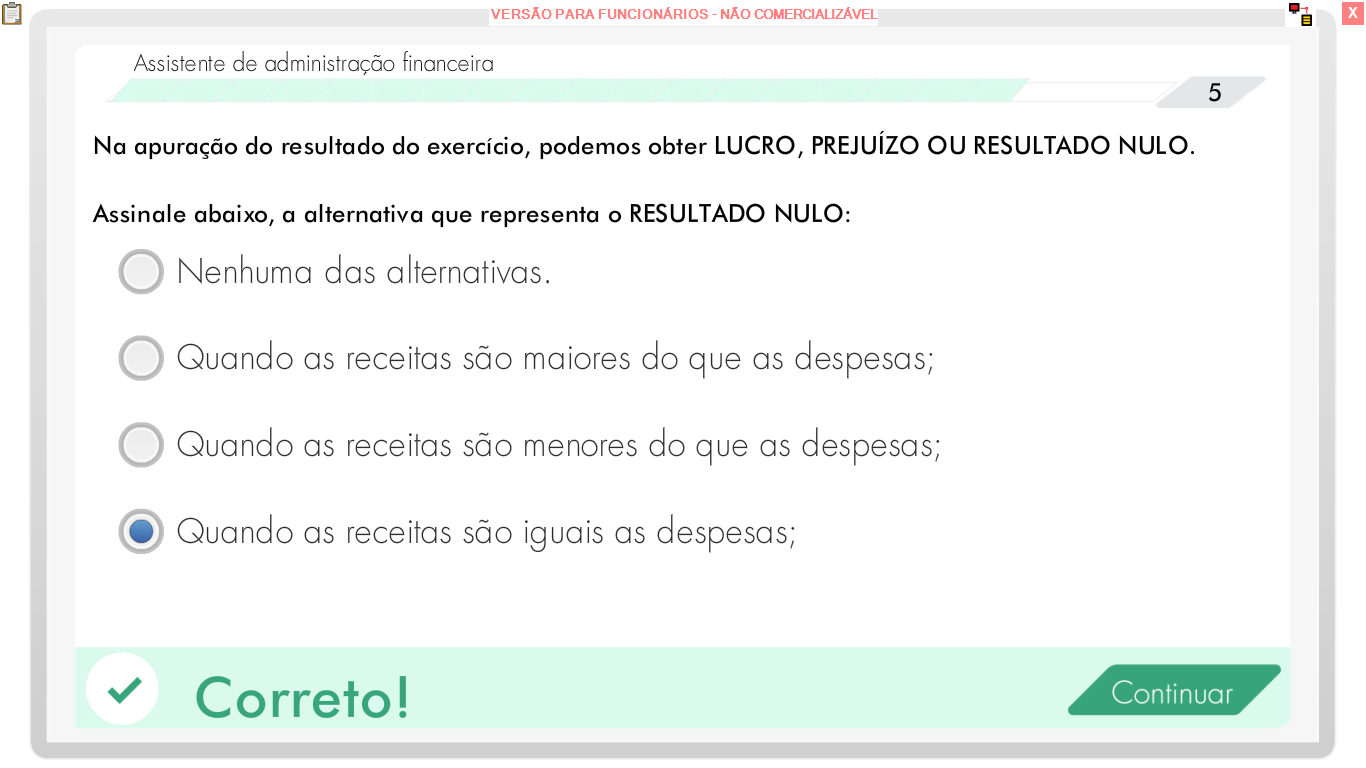 VERSÃO PARA FUNCIONÁRIOS - NÃO COMERCIALIZÁVEL
X
Assistente de administração financeira
5
Na apuração do resultado do exercício, podemos obter LUCRO, PREJUÍZO OU RESULTADO NULO.
Assinale abaixo, a alternativa que representa o RESULTADO NULO:
Nenhuma das alternativas.
Quando as receitas são maiores do que as despesas;
Quando as receitas são menores do que as despesas;
Quando as receitas são iguais as despesas;
Correto!
Continuar